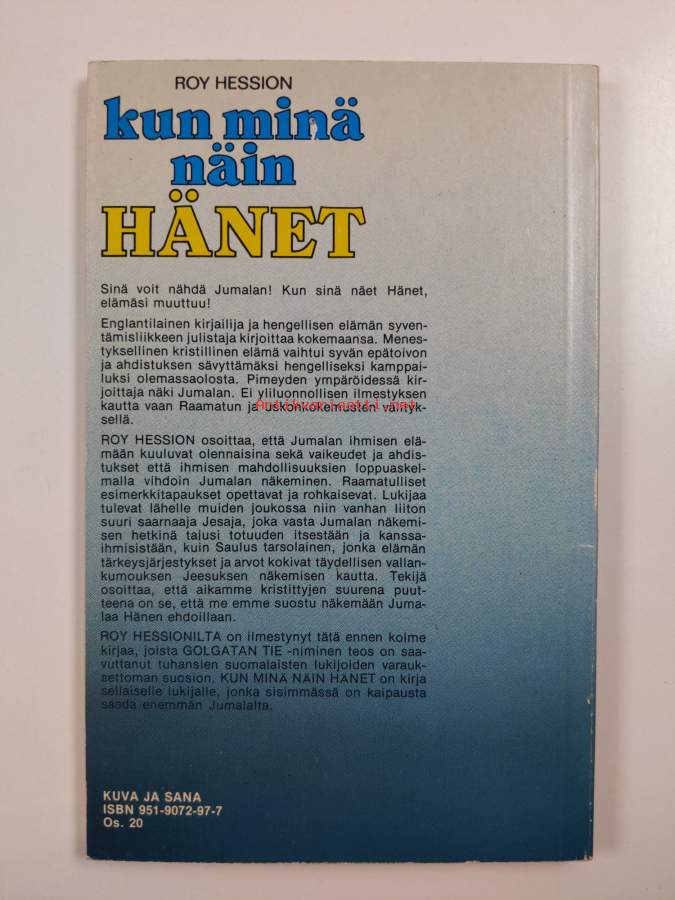 ROY HESSION
kun minä
näin
HÄNET
Sinä voit nähdä Jumalan! Kun sinä näet Hänet,
elämäsi muuttuu!
Englantilainen kirjailija ja hengellisen elämän syven-
tämisliikkeen julistaja kirjoittaa kokemaansa. Menes-
tyksellinen kristillinen elämä vaihtui syvän epätoivon
ja ahdistuksen sävyttämäksi hengelliseksi kamppai-
luksi olemassaolosta. Pimeyden ympäröidessä kir-
joittaja näki Jumalan. Ei yliluonnollisen ilmestyksen
kautta vaan Raamatun ja uskonkokemusten välityk-
sellä.
Antikvariaatti.net
ROY HESSION osoittaa, että Jumalan ihmisen elä-
mään kuuluvat olennaisina sekä vaikeudet ja ahdis-
tukset että ihmisen mahdollisuuksien loppuaskel-
malla vihdoin Jumalan näkeminen. Raamatulliset
esimerkkitapaukset opettavat ja rohkaisevat. Lukijaa
tulevat lähelle muiden joukossa niin vanhan liiton
suuri saarnaaja Jesaja, joka vasta Jumalan näkemi-
sen hetkinä tajusi totuuden itsestään ja kanssa-
ihmisistään, kuin Saulus tarsolainen, jonka elämän
tärkeysjärjestykset ja arvot kokivat täydellisen vallan-
kumouksen Jeesuksen näkemisen kautta. Tekijä
osoittaa, että aikamme kristittyjen suurena puut-
teena on se, että me emme suostu näkemään Juma-
laa Hänen ehdoillaan.
ROY HESSIONILTA on ilmestynyt tätä ennen kolme
kirjaa, joista GOLGATAN TIE -niminen teos on saa-
vuttanut tuhansien suomalaisten lukijoiden varauk-
settoman suosion. KUN MINÄ NÄIN HÄNET on kirja
sellaiselle lukijalle, jonka sisimmässä on kaipausta
saada enemmän Jumalalta.
KUVA JA SANA
ISBN 951-9072-97-7
Os. 20